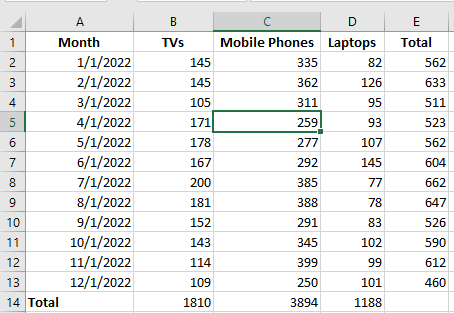 A B C D E
1 Month TVs Mobile Phones Laptops Total
2 1/1/2022 145 335 82 562
3 2/1/2022 145 362 126 633
4 3/1/2022 105 311 95 511
5 4/1/2022 171 259 93 523
6 5/1/2022 178 277 107 562
7 6/1/2022 167 292 145 604
8 7/1/2022 200 385 77 662
9 8/1/2022 181 388 78 647
10 9/1/2022 152 291 83 526
11 10/1/2022 143 345 102 590
12 11/1/2022 114 399 99 612
13 12/1/2022 109 250 101 460
14 Total 1810 3894 1188